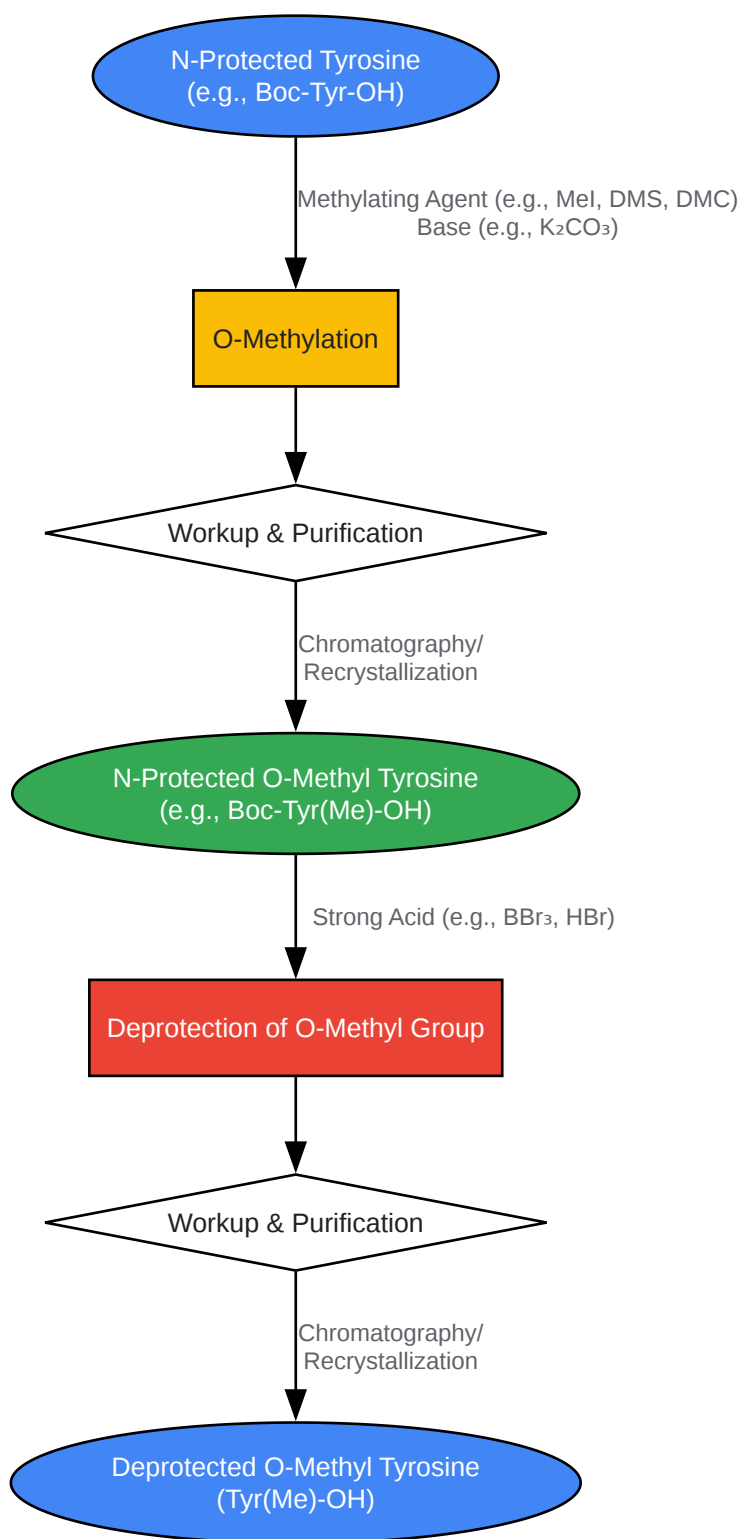 N-Protected Tyrosine
(e.g., Boc-Tyr-OH)
Methylating Agent (e.g., MeI, DMS, DMC)
Base (e.g., K₂CO₃)
O-Methylation
Workup & Purification
Chromatography/
Recrystallization
N-Protected O-Methyl Tyrosine
(e.g., Boc-Tyr(Me)-OH)
Strong Acid (e.g., BBr₃, HBr)
Deprotection of O-Methyl Group
Workup & Purification
Chromatography/
Recrystallization
Deprotected O-Methyl Tyrosine
(Tyr(Me)-OH)